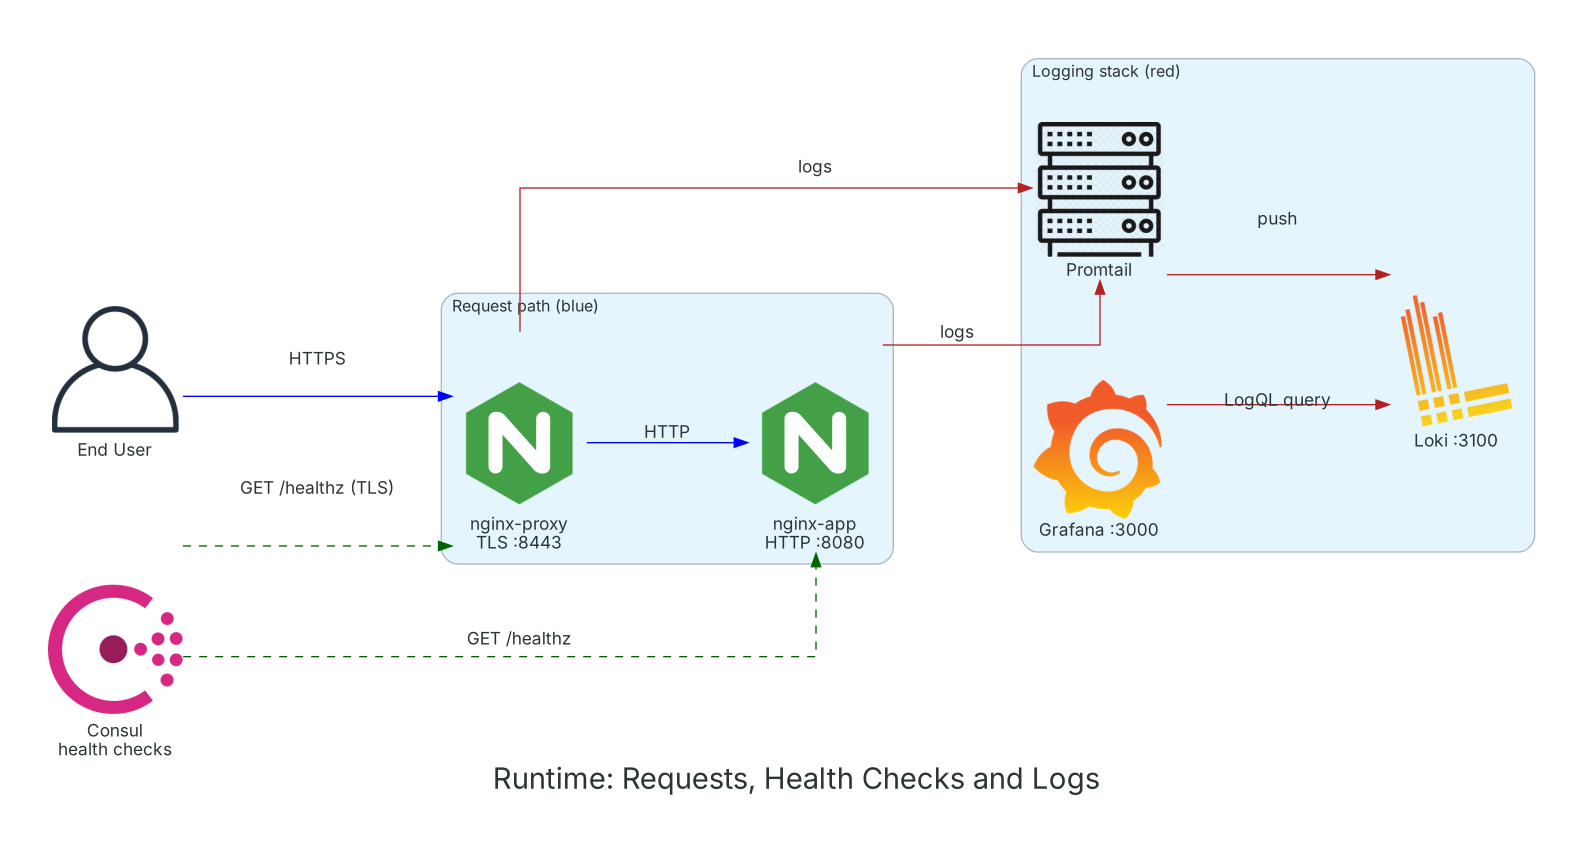 Logging stack (red)
logs
push
Promtail
Request path (blue)
logs
HTTPS
HTTP
LogQL query
Loki :3100
End User
GET /healthz (TLS)
nginx-proxy
TLS :8443
nginx-app
HTTP :8080
Grafana :3000
GET /healthz
Consul
health checks
Runtime: Requests, Health Checks and Logs